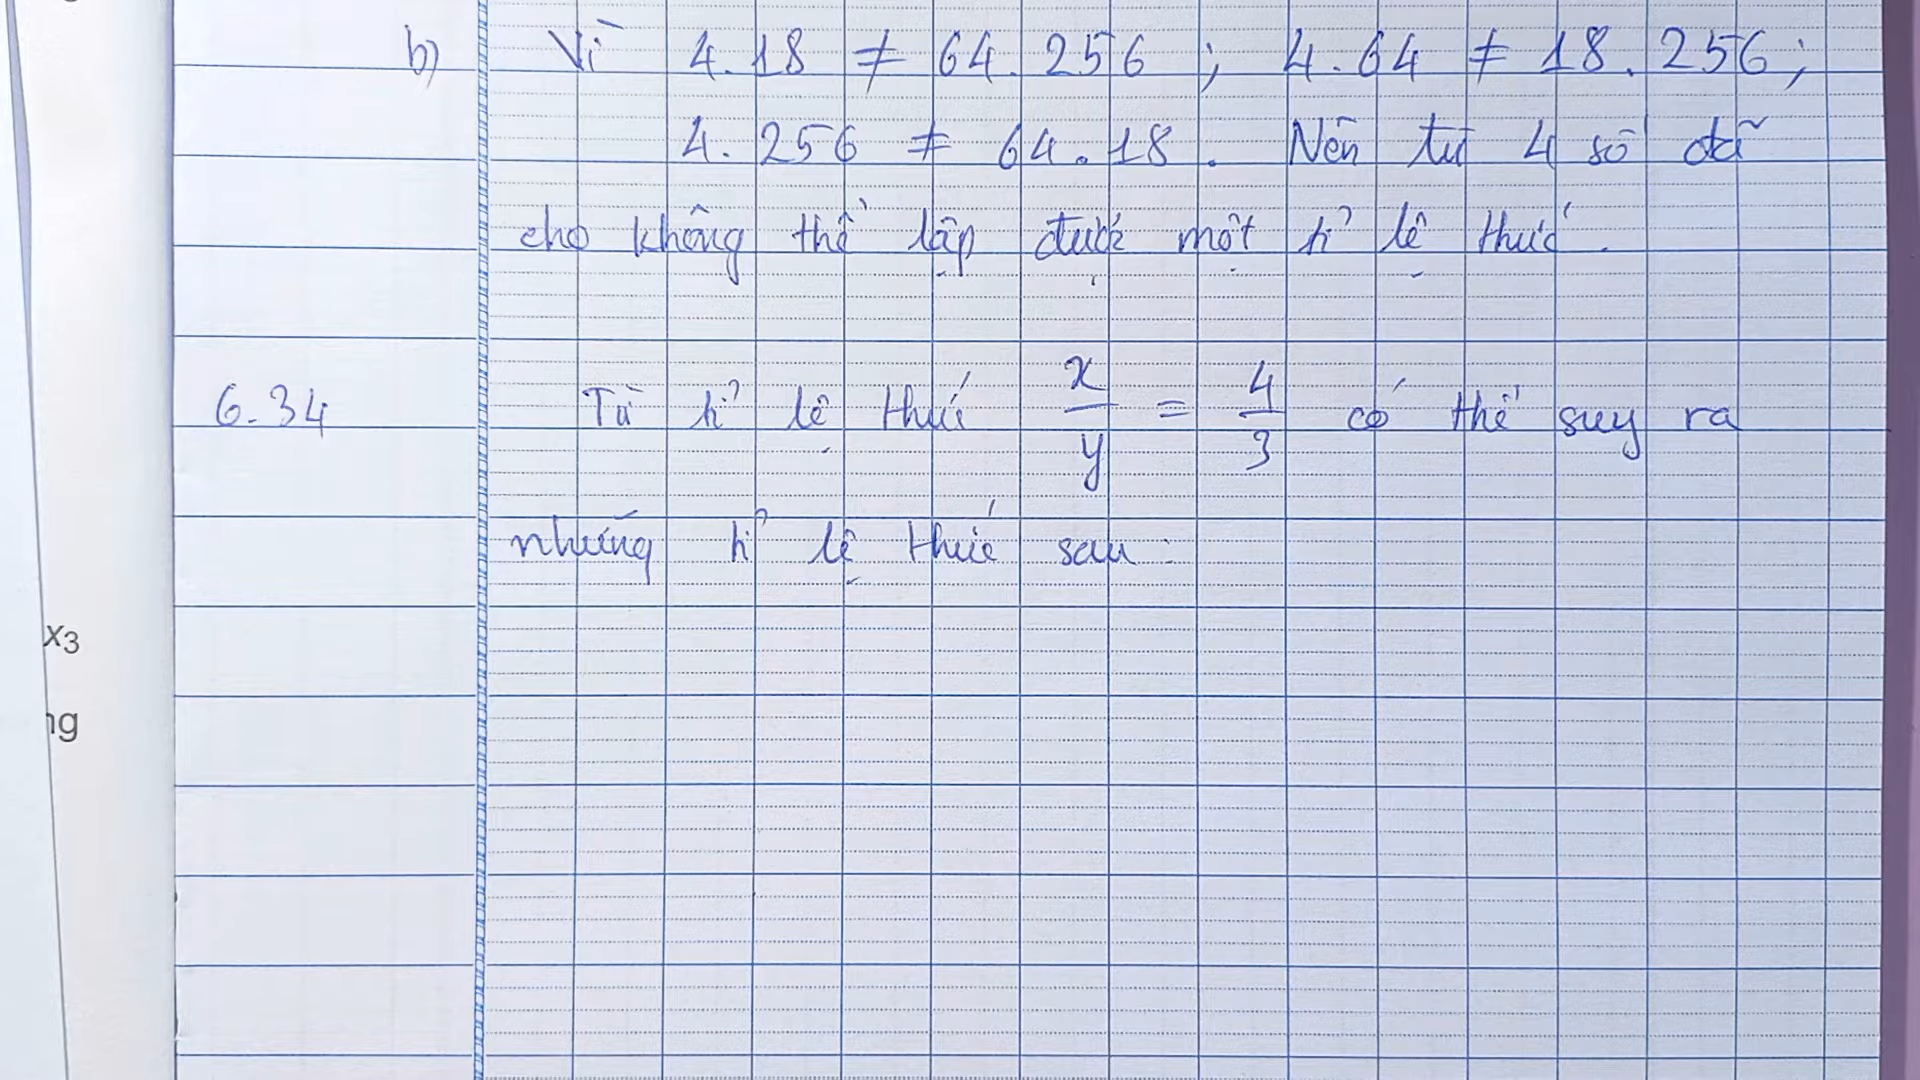 b) Vì 4.18 ≠ 64.256 ; 4.64 ≠ 18.256 ;
4.256 ≠ 64.18 . Nên từ 4 số đã
cho không thể lập được một tỉ lệ thức .
6.34 Từ tỉ lệ thức x/y = 4/3 có thể suy ra
những tỉ lệ thức sau :
x3
ng